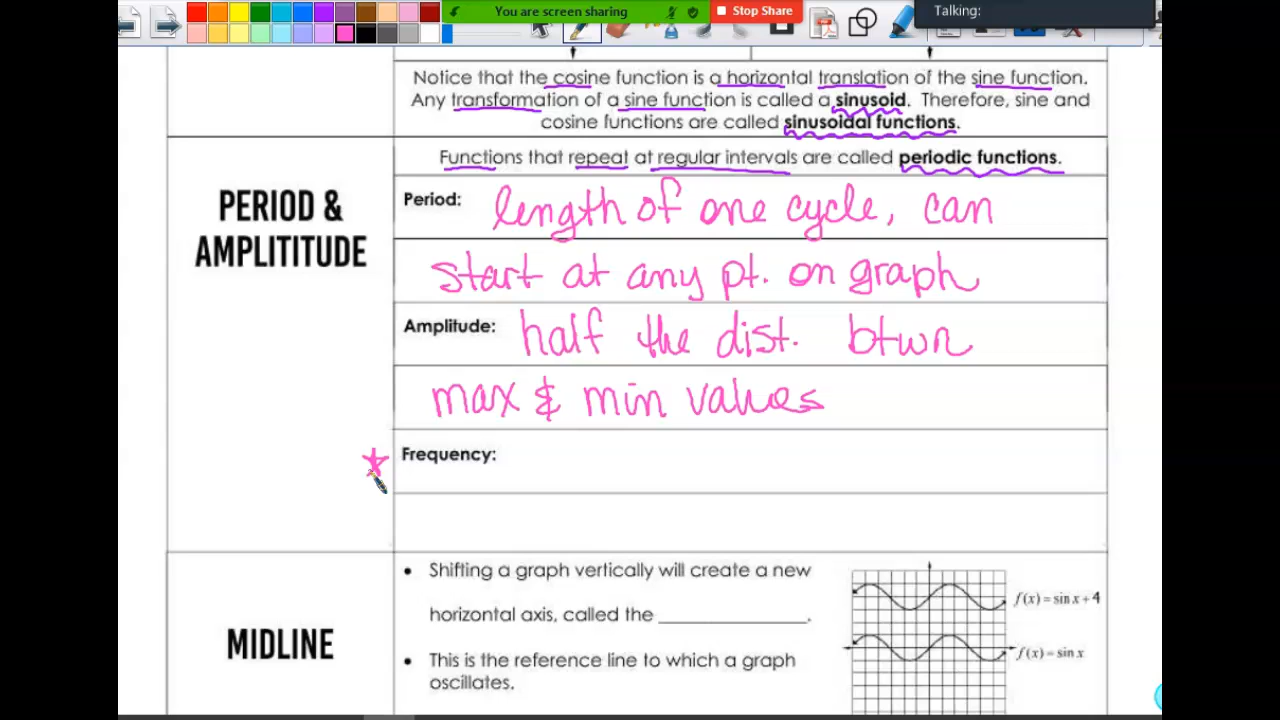 You are screen sharing
Stop Share
Talking:
Notice that the cosine function is a horizontal translation of the sine function.
Any transformation of a sine function is called a sinusoid. Therefore, sine and
cosine functions are called sinusoidal functions.
Functions that repeat at regular intervals are called periodic functions.
PERIOD &
AMPLITITUDE
Period: length of one cycle, can
start at any pt. on graph
Amplitude: half the dist. btwn
max & min values
Frequency:
MIDLINE
• Shifting a graph vertically will create a new
horizontal axis, called the _______________.
• This is the reference line to which a graph
oscillates.
f(x) = sin x + 4
f(x) = sin x